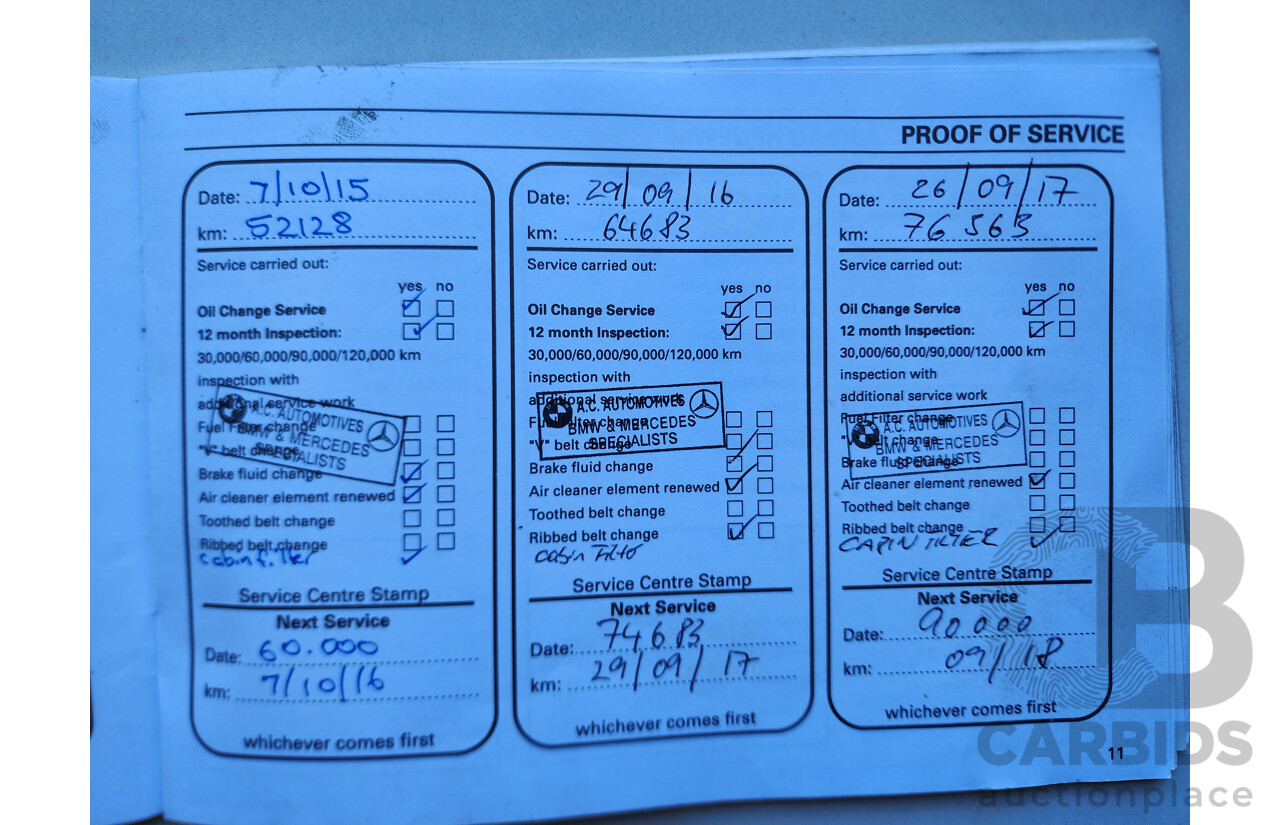 PROOF OF SERVICE
Date: 7/10/15
km: 52128
Service carried out:
yes no
Oil Change Service
12 month Inspection:
30,000/60,000/90,000/120,000 km
inspection with
additional service work
Fuel Filter change
"V" belt change
Brake fluid change
Air cleaner element renewed
Toothed belt change
Ribbed belt change
Cabin filter
A.C. AUTOMOTIVES
BMW & MERCEDES
SPECIALISTS
Service Centre Stamp
Next Service
Date: 60.000
km: 7/10/16
whichever comes first
Date: 29/09/16
km: 64683
Service carried out:
yes no
Oil Change Service
12 month Inspection:
30,000/60,000/90,000/120,000 km
inspection with
additional service work
Fuel Filter change
"V" belt change
Brake fluid change
Air cleaner element renewed
Toothed belt change
Ribbed belt change
cabin
A.C. AUTOMOTIVES
BMW & MERCEDES
SPECIALISTS
Service Centre Stamp
Next Service
Date: 74683
km: 29/09/17
whichever comes first
Date: 26/09/17
km: 76563
Service carried out:
yes no
Oil Change Service
12 month Inspection:
30,000/60,000/90,000/120,000 km
inspection with
additional service work
Fuel Filter change
"V" belt change
Brake fluid change
Air cleaner element renewed
Toothed belt change
Ribbed belt change
CABIN FILTER
A.C. AUTOMOTIVES
BMW & MERCEDES
SPECIALISTS
Service Centre Stamp
Next Service
Date: 90000
km: 09/18
whichever comes first
11
CARBIDS
auctionplace